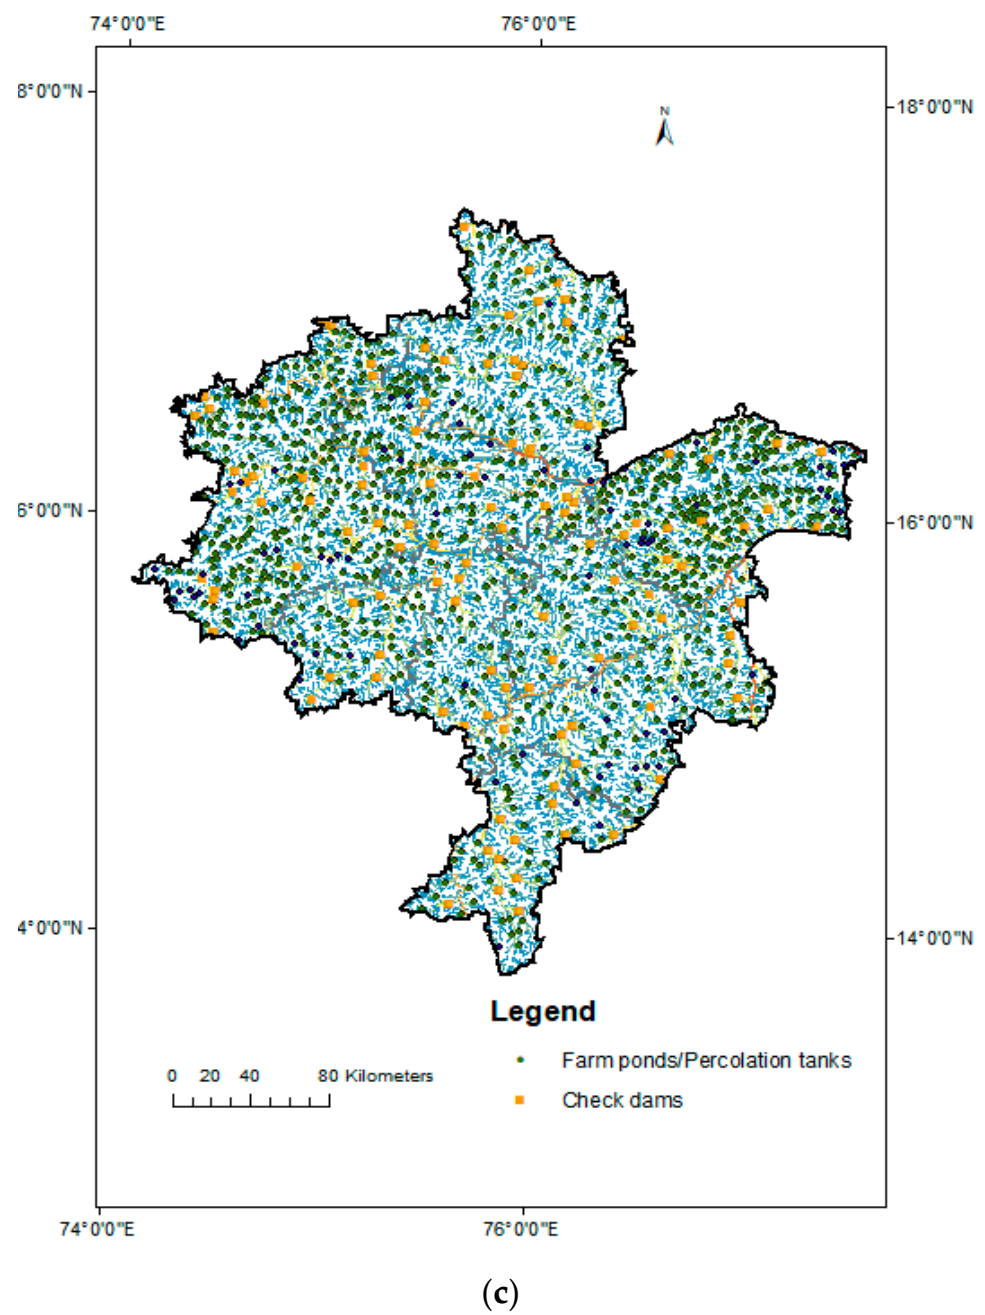 74°0'0"E 76°0'0"E
8°0'0"N
18°0'0"N
N
6°0'0"N
16°0'0"N
4°0'0"N
14°0'0"N
Legend
Farm ponds/Percolation tanks
0 20 40 80 Kilometers
Check dams
74°0'0"E 76°0'0"E
(c)